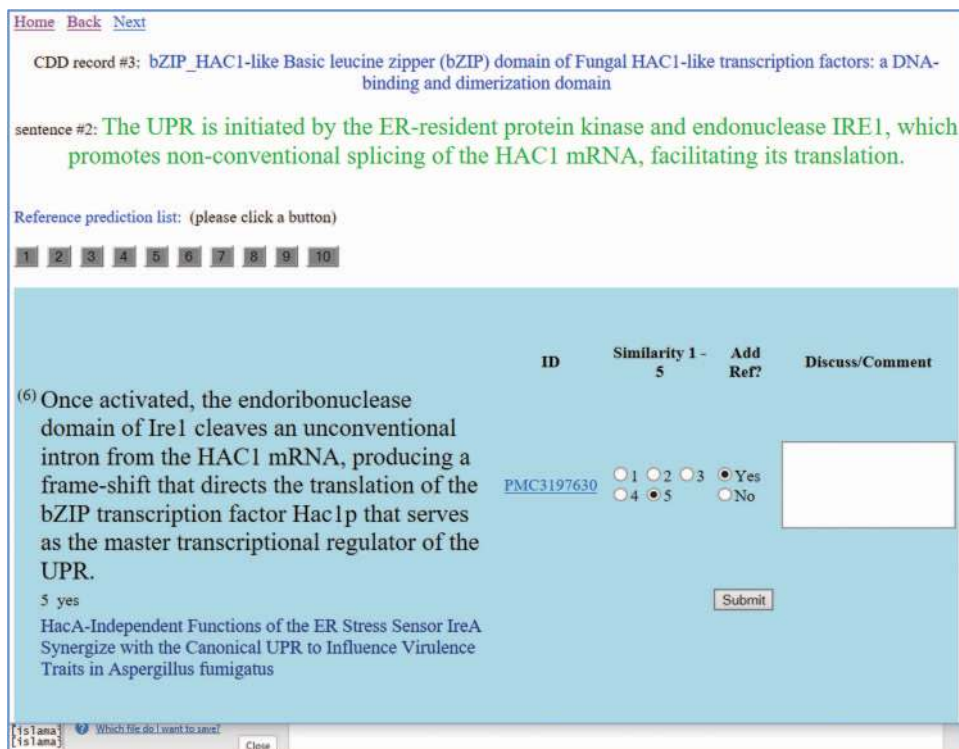 Home Back Next
CDD record #3: bZIP_HAC1-like Basic leucine zipper (bZIP) domain of Fungal HAC1-like transcription factors: a DNA-
binding and dimerization domain
sentence #2: The UPR is initiated by the ER-resident protein kinase and endonuclease IRE1, which
promotes non-conventional splicing of the HAC1 mRNA, facilitating its translation.
Reference prediction list: (please click a button)
1 2 3 4 5 6 7 8 9 10
ID Similarity 1 - Add Discuss/Comment
5 Ref?
(6) Once activated, the endoribonuclease
domain of Ire1 cleaves an unconventional
intron from the HAC1 mRNA, producing a
frame-shift that directs the translation of the
bZIP transcription factor Hac1p that serves
as the master transcriptional regulator of the
UPR.
PMC3197630 1 2 3 Yes
4 5 No
5 yes
Submit
HacA-Independent Functions of the ER Stress Sensor IreA
Synergize with the Canonical UPR to Influence Virulence
Traits in Aspergillus fumigatus
[islama] ? Which file do I want to save?
[islama] Close